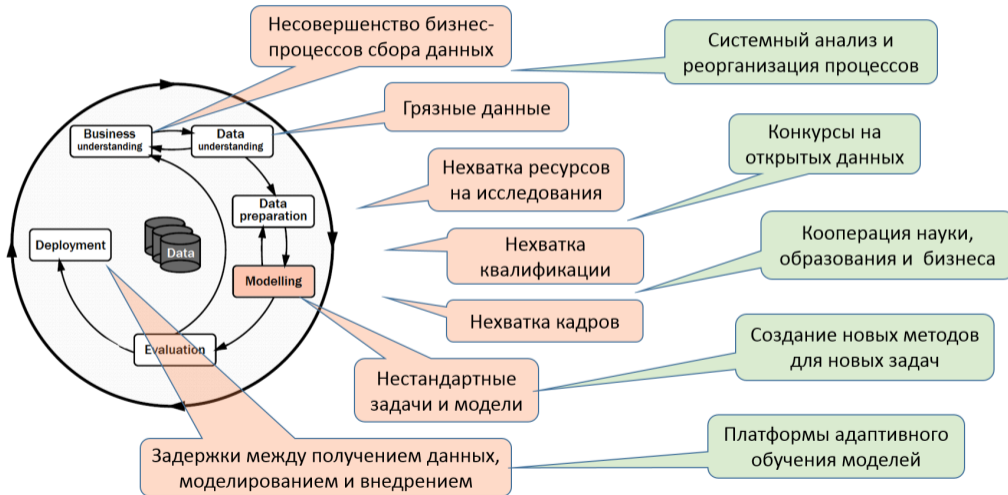 Несовершенство бизнес-
процессов сбора данных
Системный анализ и
реорганизация процессов
Грязные данные
Business
understanding
Data
understanding
Конкурсы на
открытых данных
Нехватка ресурсов
на исследования
Data
preparation
Deployment
Data
Нехватка
квалификации
Кооперация науки,
образования и бизнеса
Modelling
Нехватка кадров
Evaluation
Создание новых методов
для новых задач
Нестандартные
задачи и модели
Платформы адаптивного
обучения моделей
Задержки между получением данных,
моделированием и внедрением